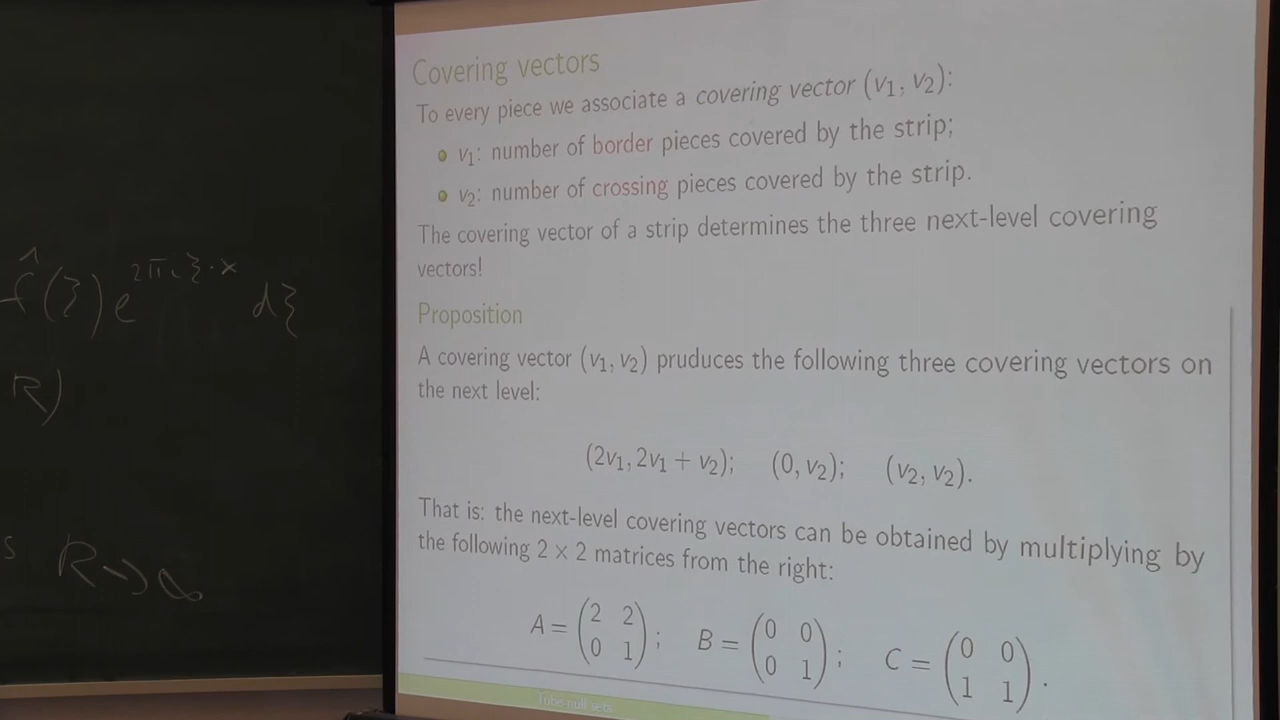 f̂(ξ) e^{2πiξ·x} dξ
R)
s R → ∞
Covering vectors
To every piece we associate a covering vector (v₁, v₂):
v₁: number of border pieces covered by the strip;
v₂: number of crossing pieces covered by the strip.
The covering vector of a strip determines the three next-level covering
vectors!
Proposition
A covering vector (v₁, v₂) pruduces the following three covering vectors on
the next level:
(2v₁, 2v₁ + v₂); (0, v₂); (v₂, v₂).
That is: the next-level covering vectors can be obtained by multiplying by
the following 2 × 2 matrices from the right:
A = (2 2; 0 1); B = (0 0; 0 1); C = (0 0; 1 1).
Tube-null sets